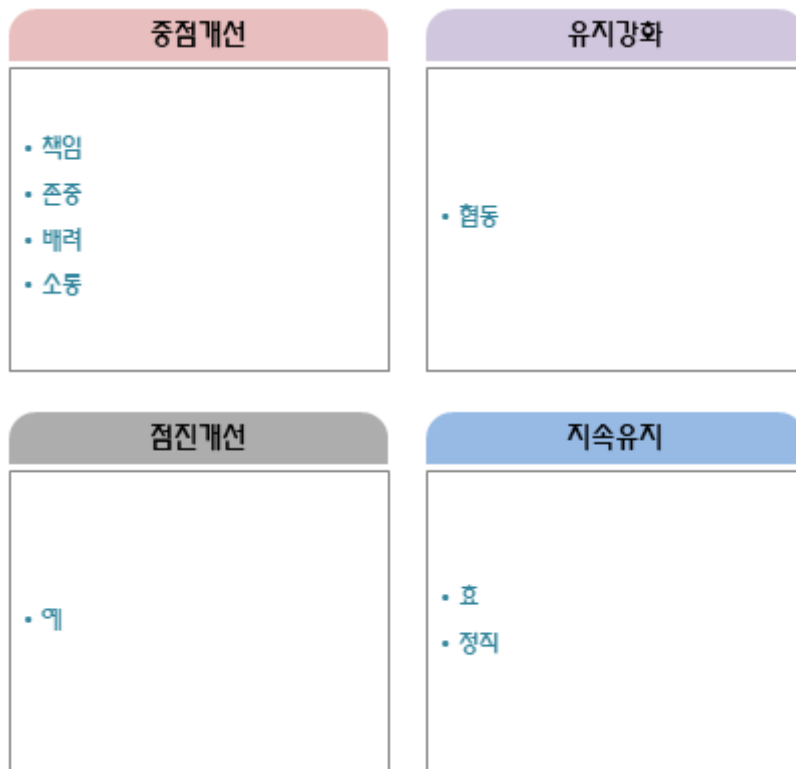 중점개선
• 책임
• 존중
• 배려
• 소통
유지강화
• 협동
점진개선
• 예
지속유지
• 효
• 정직